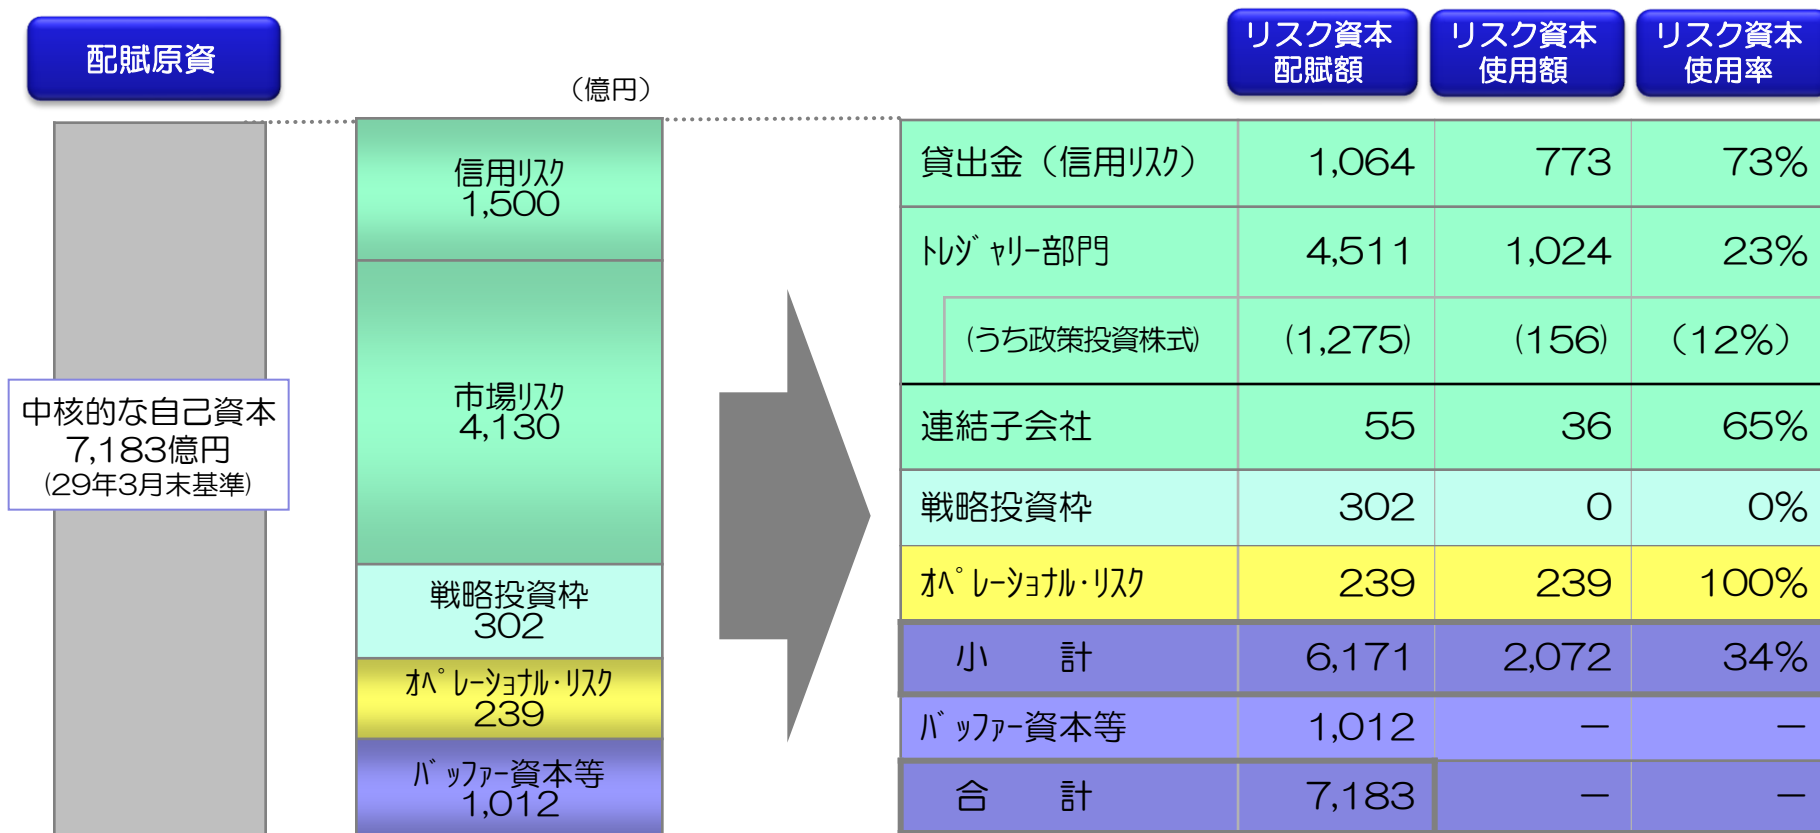 配賦原資
(億円)
リスク資本
配賦額
リスク資本
使用額
リスク資本
使用率
中核的な自己資本
7,183億円
(29年3月末基準)
信用ﾘｽｸ
1,500
市場ﾘｽｸ
4,130
戦略投資枠
302
ｵﾍﾟﾚｰｼｮﾅﾙ･ﾘｽｸ
239
ﾊﾞｯﾌｧｰ資本等
1,012
貸出金（信用ﾘｽｸ） 1,064 773 73%
ﾄﾚｼﾞｬﾘｰ部門 4,511 1,024 23%
(うち政策投資株式) (1,275) (156) (12%)
連結子会社 55 36 65%
戦略投資枠 302 0 0%
ｵﾍﾟﾚｰｼｮﾅﾙ･ﾘｽｸ 239 239 100%
小　計 6,171 2,072 34%
ﾊﾞｯﾌｧｰ資本等 1,012 － －
合　計 7,183 － －